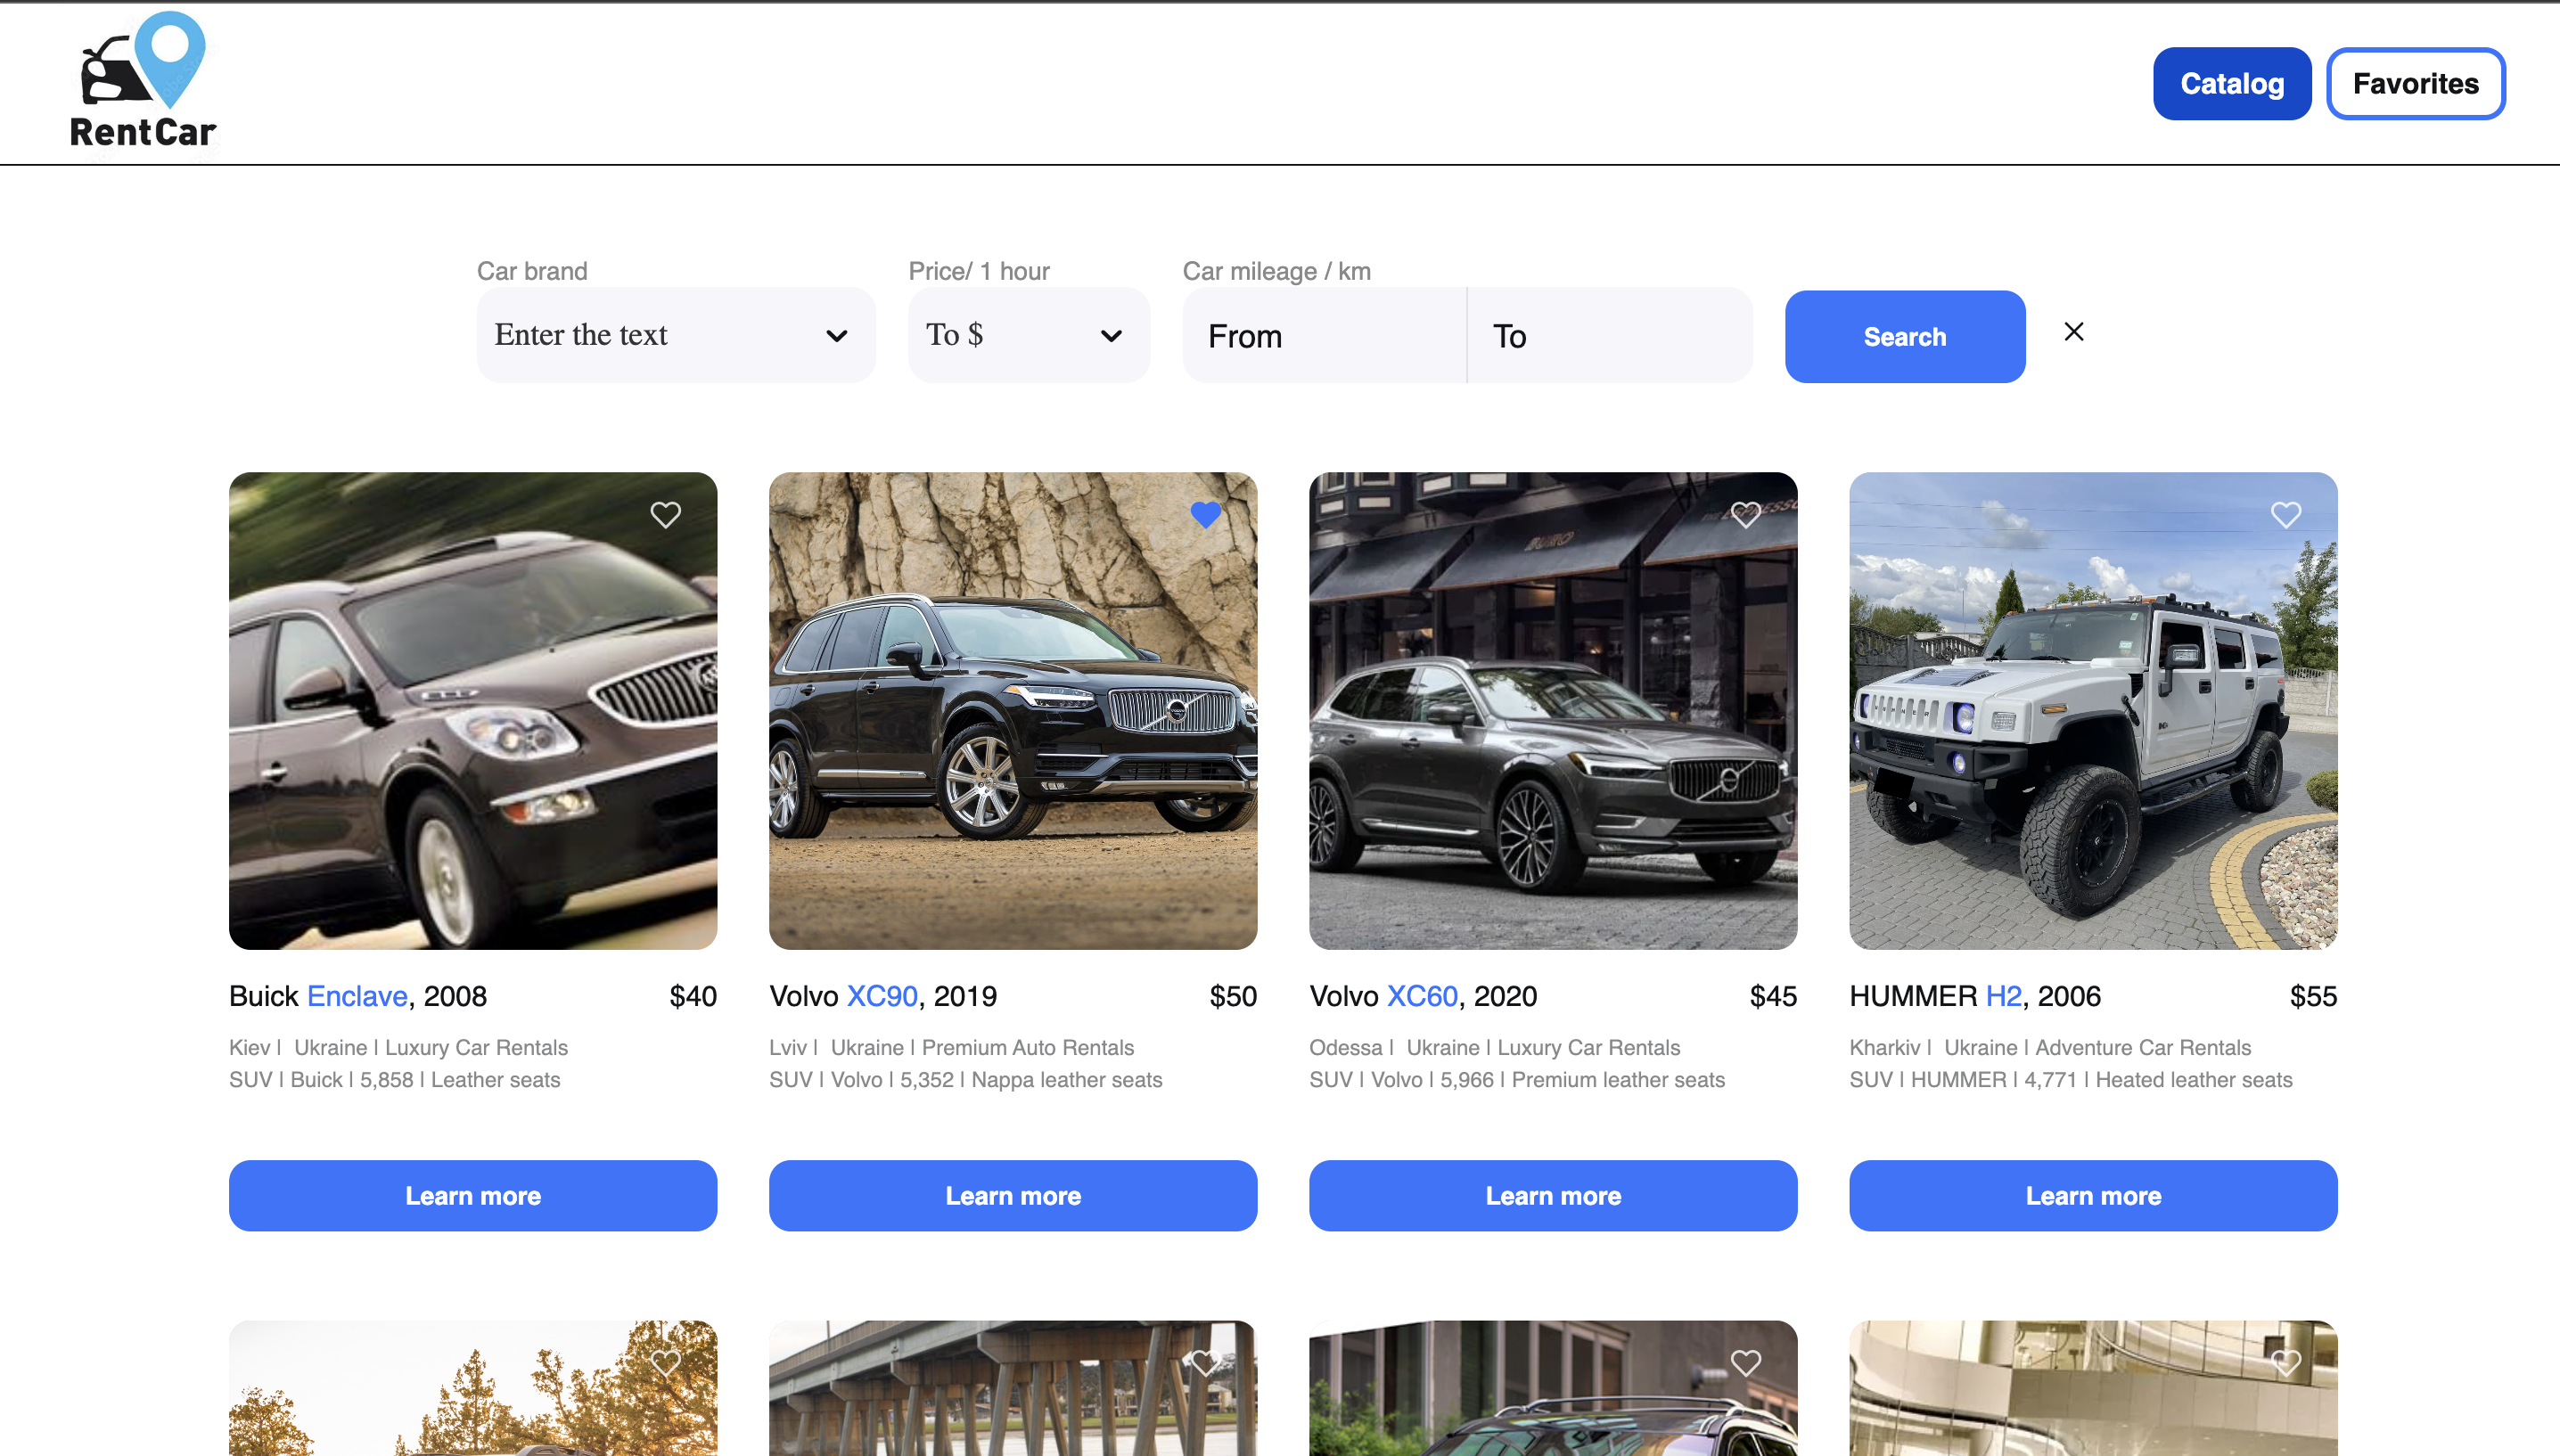 RentCar
Catalog
Favorites
Car brand
Price/ 1 hour
Car mileage / km
Enter the text
To $
From
To
Search
Buick Enclave, 2008
$40
Kiev | Ukraine | Luxury Car Rentals
SUV | Buick | 5,858 | Leather seats
Learn more
Volvo XC90, 2019
$50
Lviv | Ukraine | Premium Auto Rentals
SUV | Volvo | 5,352 | Nappa leather seats
Learn more
Volvo XC60, 2020
$45
Odessa | Ukraine | Luxury Car Rentals
SUV | Volvo | 5,966 | Premium leather seats
Learn more
HUMMER H2, 2006
$55
Kharkiv | Ukraine | Adventure Car Rentals
SUV | HUMMER | 4,771 | Heated leather seats
Learn more